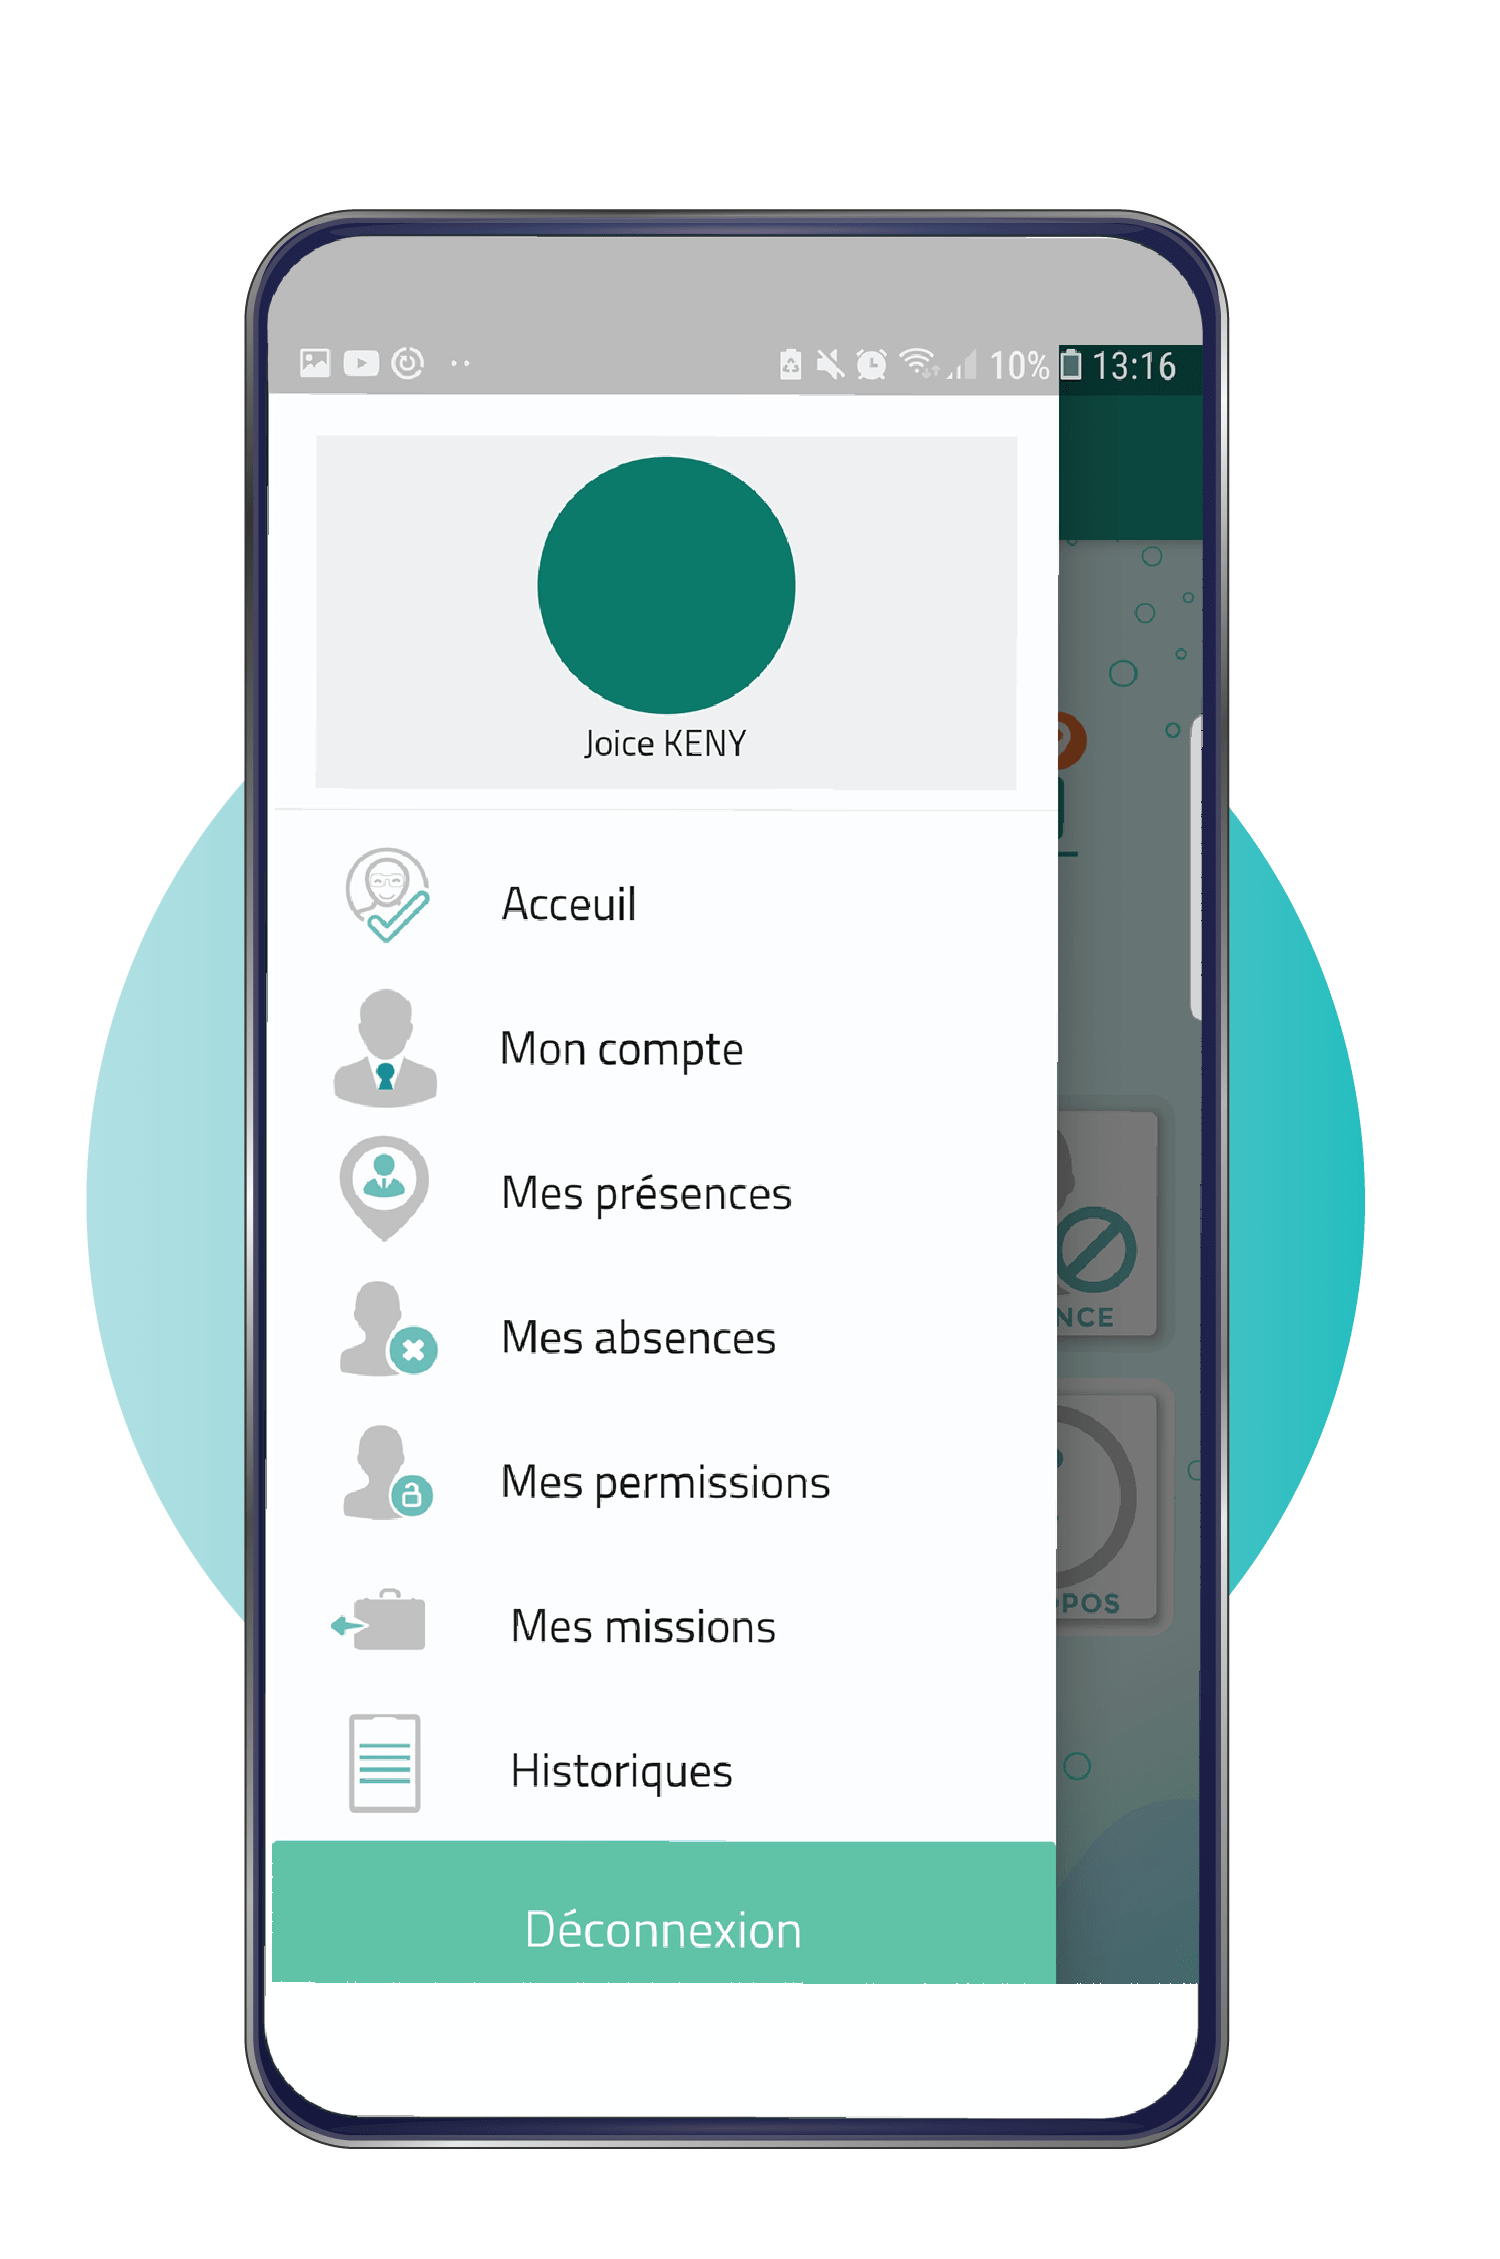 10% 13:16
Joice KENY
Acceuil
Mon compte
Mes présences
Mes absences
NCE
Mes permissions
POS
Mes missions
Historiques
Déconnexion